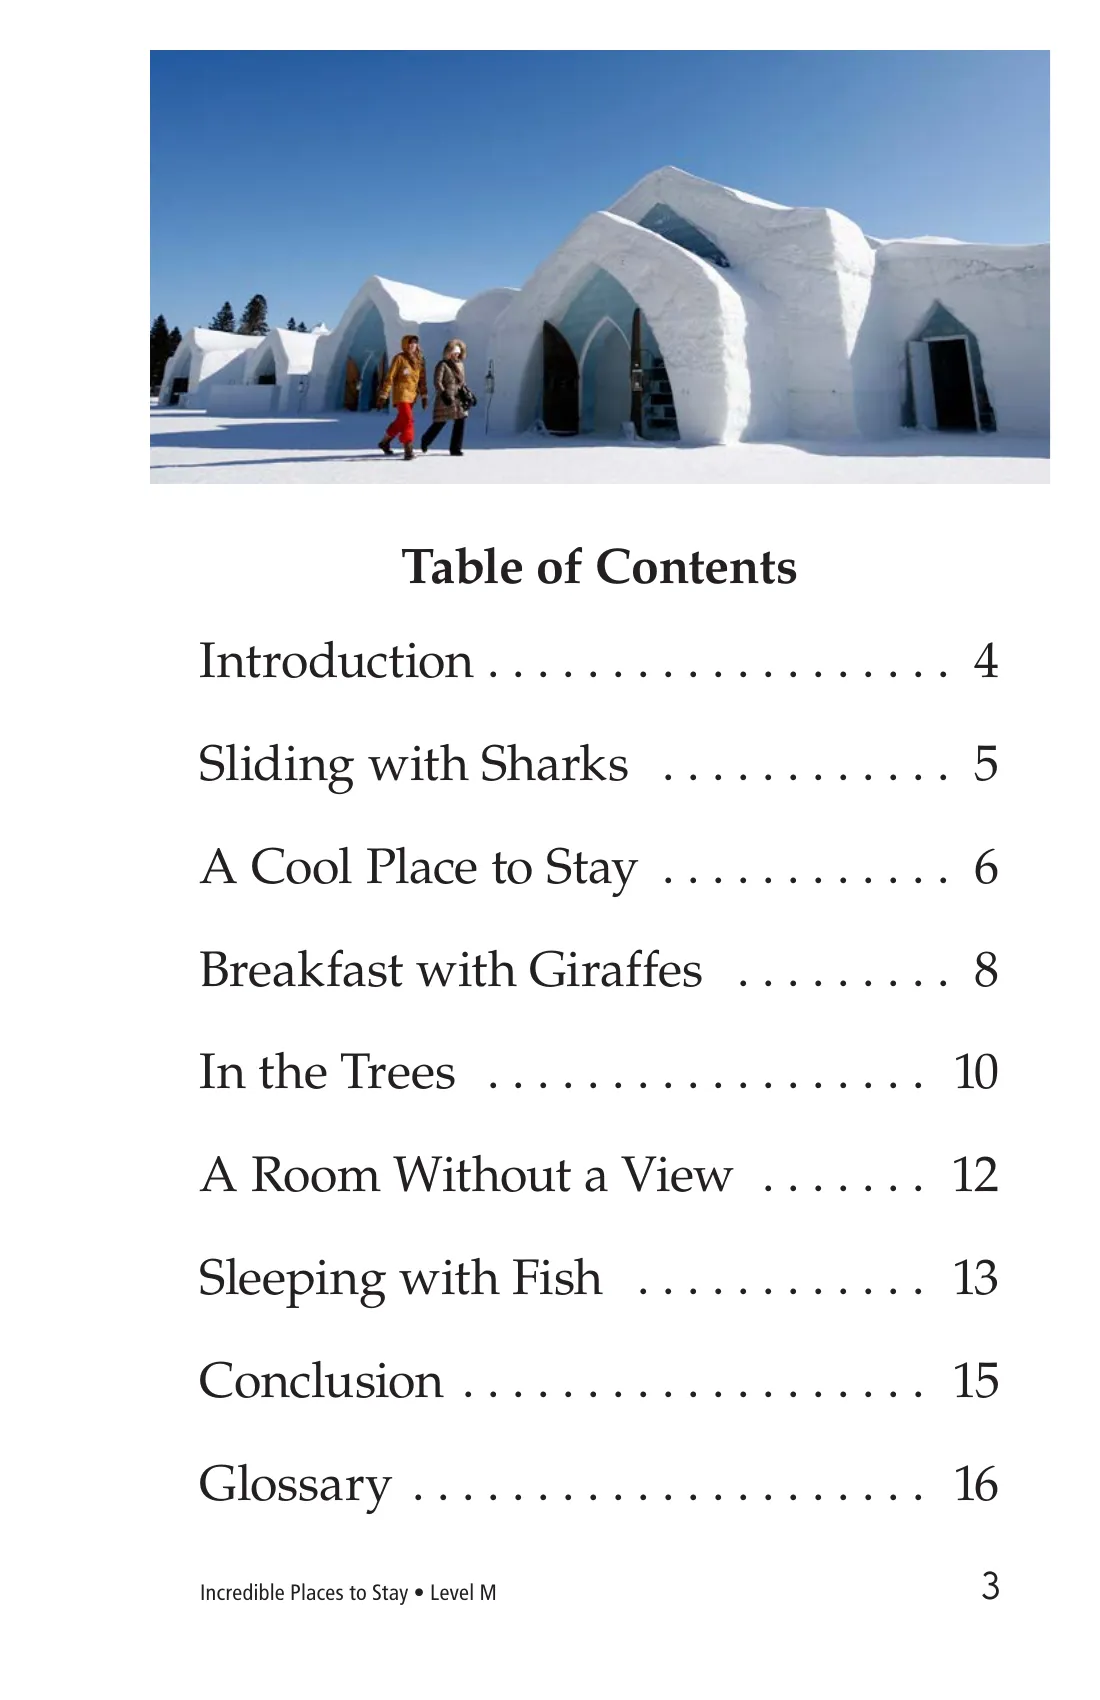 Table of Contents
Introduction . . . . . . . . . . . . . . . . . . . 4
Sliding with Sharks . . . . . . . . . . . . 5
A Cool Place to Stay . . . . . . . . . . . . 6
Breakfast with Giraffes . . . . . . . . . 8
In the Trees . . . . . . . . . . . . . . . . . . 10
A Room Without a View . . . . . . . 12
Sleeping with Fish . . . . . . . . . . . . 13
Conclusion . . . . . . . . . . . . . . . . . . . 15
Glossary . . . . . . . . . . . . . . . . . . . . . 16
Incredible Places to Stay • Level M 3